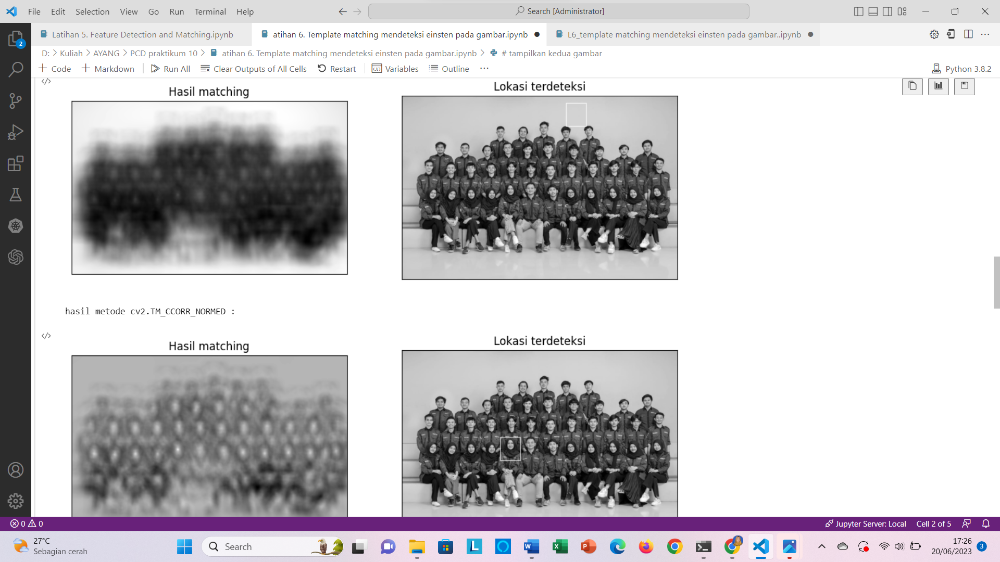 File Edit Selection View Go Run Terminal Help
Search [Administrator]
Latihan 5. Feature Detection and Matching.ipynb
atihan 6. Template matching mendeteksi einsten pada gambar.ipynb
L6_template matching mendeteksi einsten pada gambar..ipynb
D: > Kuliah > AYANG > PCD praktikum 10 > atihan 6. Template matching mendeteksi einsten pada gambar.ipynb > # tampilkan kedua gambar
+ Code + Markdown Run All Clear Outputs of All Cells Restart Variables Outline ...
Python 3.8.2
2
Hasil matching
Lokasi terdeteksi
hasil metode cv2.TM_CCORR_NORMED :
Hasil matching
Lokasi terdeteksi
0 0
Jupyter Server: Local Cell 2 of 5
27°C
Sebagian cerah
Search
17:26
20/06/2023
3